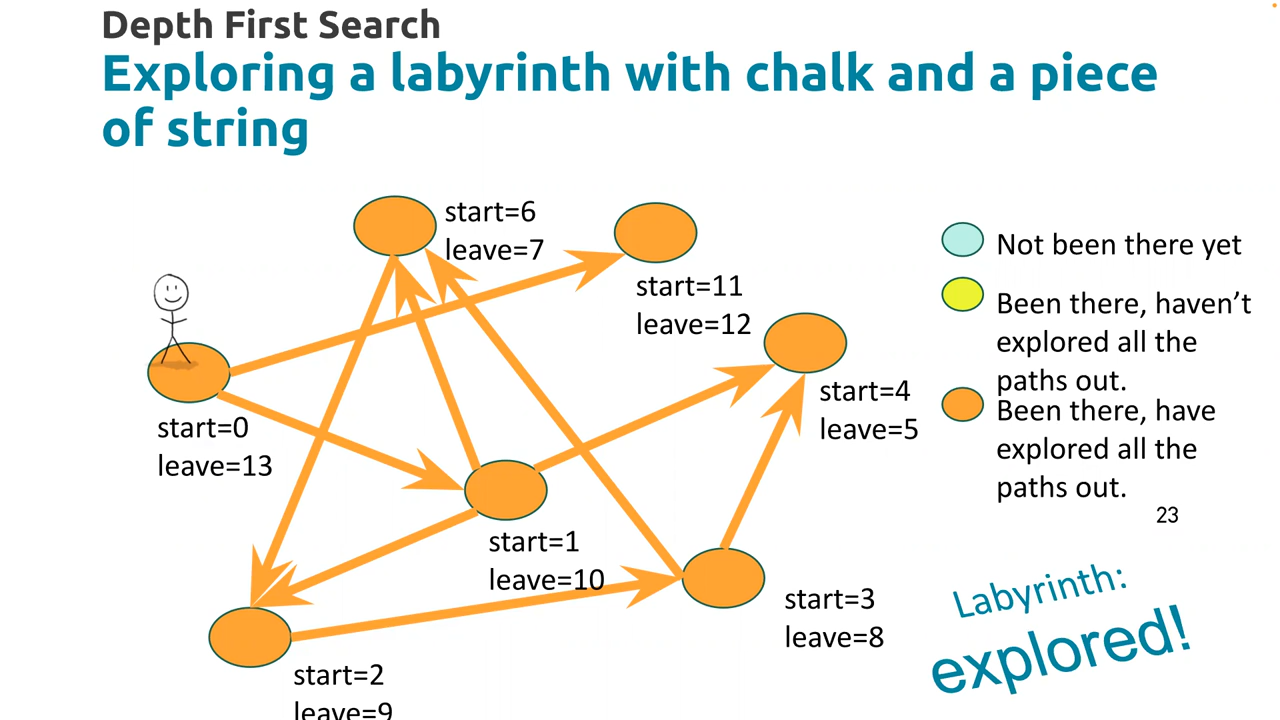 Depth First Search
Exploring a labyrinth with chalk and a piece
of string
start=6
leave=7
start=11
leave=12
start=0
leave=13
start=4
leave=5
start=1
leave=10
start=3
leave=8
start=2
leave=9
Not been there yet
Been there, haven’t
explored all the
paths out.
Been there, have
explored all the
paths out.
23
Labyrinth:
explored!